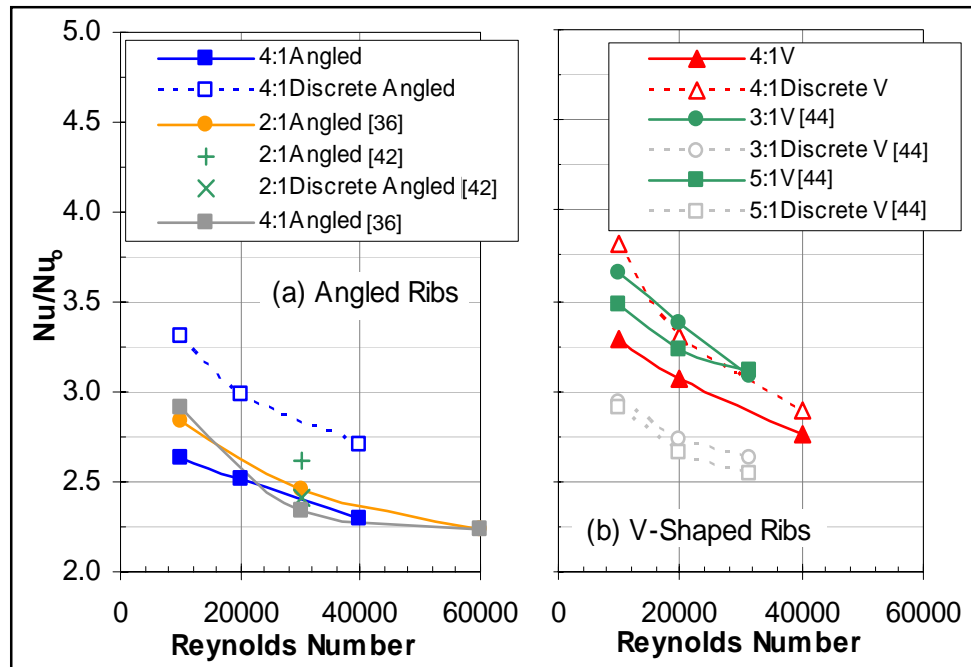 Nu/Nuo
5.0
4.5
4.0
3.5
3.0
2.5
2.0
4:1Angled
4:1Discrete Angled
2:1Angled [36]
2:1Angled [42]
2:1Discrete Angled [42]
4:1Angled [36]
(a) Angled Ribs
0
20000
40000
60000
Reynolds Number
4:1V
4:1Discrete V
3:1V [44]
3:1Discrete V [44]
5:1V[44]
5:1Discrete V[44]
(b) V-Shaped Ribs
0
20000
40000
60000
Reynolds Number